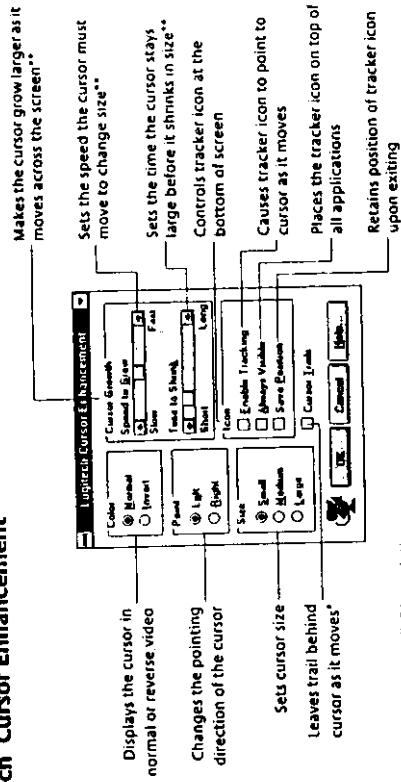 ch Cursor Enhancement
Makes the cursor grow larger as it
moves across the screen**
Sets the speed the cursor must
move to change size**
Sets the time the cursor stays
large before it shrinks in size**
Controls tracker icon at the
bottom of screen
Causes tracker icon to point to
cursor as it moves
Places the tracker icon on top of
all applications
Retains position of tracker icon
upon exiting
Displays the cursor in
normal or reverse video
Changes the pointing
direction of the cursor
Sets cursor size
Leaves trail behind
cursor as it moves*
Logitech Cursor Enhancement
Color
Normal
Invert
Point
Left
Right
Size
Small
Medium
Large
Cursor Growth
Speed to Grow
Slow Fast
Time to Shrink
Short Long
Icon
Enable Tracking
Always Visible
Save Position
Cursor Trails
OK Cancel Help...